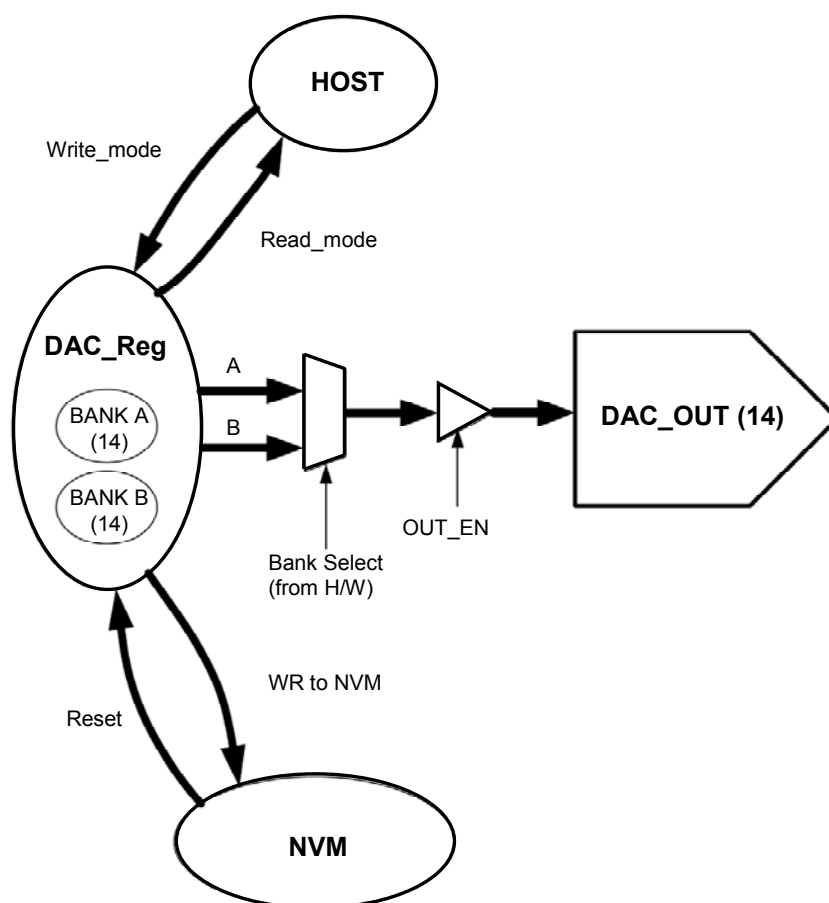 HOST
Write_mode
Read_mode
DAC_Reg
A
BANK A
(14)
B
BANK B
(14)
DAC_OUT (14)
OUT_EN
Bank Select
(from H/W)
WR to NVM
Reset
NVM